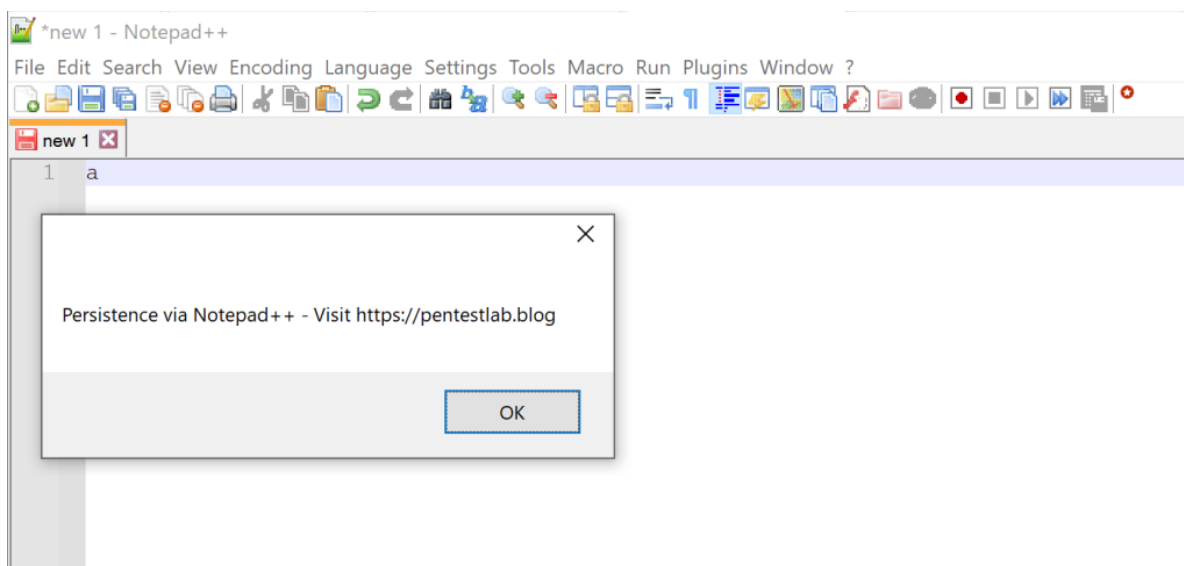 *new 1 - Notepad++
File Edit Search View Encoding Language Settings Tools Macro Run Plugins Window ?
new 1
1 a
Persistence via Notepad++ - Visit https://pentestlab.blog
OK